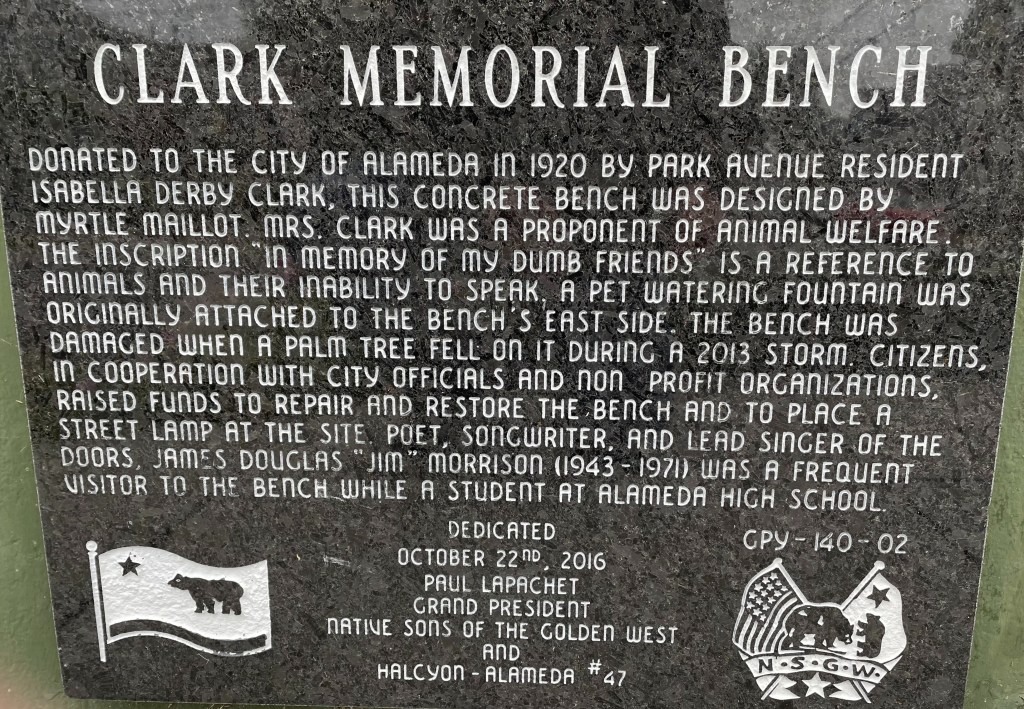 CLARK MEMORIAL BENCH
DONATED TO THE CITY OF ALAMEDA IN 1920 BY PARK AVENUE RESIDENT
ISABELLA DERBY CLARK, THIS CONCRETE BENCH WAS DESIGNED BY
MYRTLE MAILLOT. MRS. CLARK WAS A PROPONENT OF ANIMAL WELFARE.
THE INSCRIPTION "IN MEMORY OF MY DUMB FRIENDS" IS A REFERENCE TO
ANIMALS AND THEIR INABILITY TO SPEAK. A PET WATERING FOUNTAIN WAS
ORIGINALLY ATTACHED TO THE BENCH'S EAST SIDE. THE BENCH WAS
DAMAGED WHEN A PALM TREE FELL ON IT DURING A 2013 STORM. CITIZENS,
IN COOPERATION WITH CITY OFFICIALS AND NON PROFIT ORGANIZATIONS,
RAISED FUNDS TO REPAIR AND RESTORE THE BENCH AND TO PLACE A
STREET LAMP AT THE SITE. POET, SONGWRITER, AND LEAD SINGER OF THE
DOORS, JAMES DOUGLAS "JIM" MORRISON (1943-1971) WAS A FREQUENT
VISITOR TO THE BENCH WHILE A STUDENT AT ALAMEDA HIGH SCHOOL.
DEDICATED
OCTOBER 22ND, 2016
PAUL LAPACHET
GRAND PRESIDENT
NATIVE SONS OF THE GOLDEN WEST
AND
HALCYON-ALAMEDA #47
GPY-140-02
N·S·G·W·